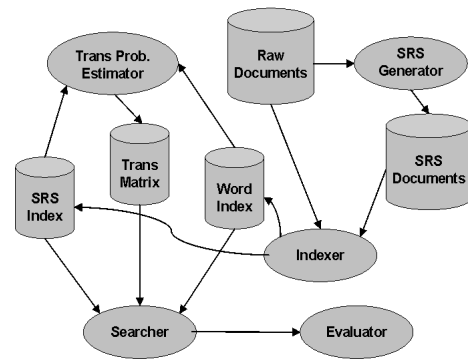 Trans Prob.
Estimator
Raw
Documents
SRS
Generator
Trans
Matrix
SRS
Documents
SRS
Index
Word
Index
Indexer
Searcher
Evaluator